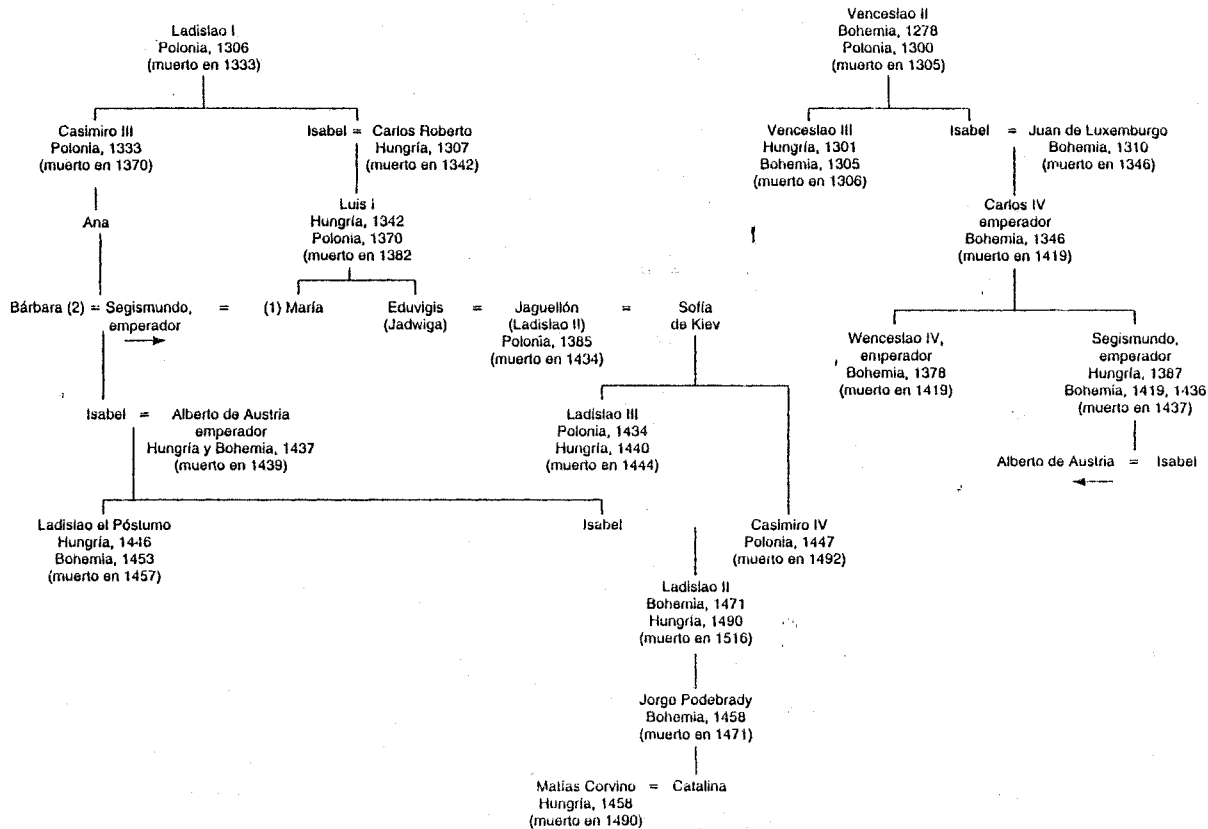 Ladislao I
Polonia, 1306
(muerto en 1333)
Venceslao II
Bohemia, 1278
Polonia, 1300
(muerto en 1305)
Casimiro III
Polonia, 1333
(muerto en 1370)
Isabel = Carlos Roberto
Hungría, 1307
(muerto en 1342)
Venceslao III
Hungría, 1301
Bohemia, 1305
(muerto en 1306)
Isabel = Juan de Luxemburgo
Bohemia, 1310
(muerto en 1346)
Ana
Luis I
Hungría, 1342
Polonia, 1370
(muerto en 1382
Carlos IV
emperador
Bohemia, 1346
(muerto en 1419)
Bárbara (2) = Segismundo, = (1) María
emperador
Eduvigis = Jaguellón = Sofía
(Jadwiga) (Ladislao II) de Kiev
Polonia, 1385
(muerto en 1434)
Wenceslao IV,
emperador
Bohemia, 1378
(muerto en 1419)
Segismundo,
emperador
Hungría, 1387
Bohemia, 1419, 1436
(muerto en 1437)
Isabel = Alberto de Austria
emperador
Hungría y Bohemia, 1437
(muerto en 1439)
Ladislao III
Polonia, 1434
Hungría, 1440
(muerto en 1444)
Alberto de Austria = Isabel
Ladislao el Póstumo
Hungría, 1446
Bohemia, 1453
(muerto en 1457)
Isabel
Casimiro IV
Polonia, 1447
(muerto en 1492)
Ladislao II
Bohemia, 1471
Hungría, 1490
(muerto en 1516)
Jorge Podebrady
Bohemia, 1458
(muerto en 1471)
Matías Corvino = Catalina
Hungría, 1458
(muerto en 1490)